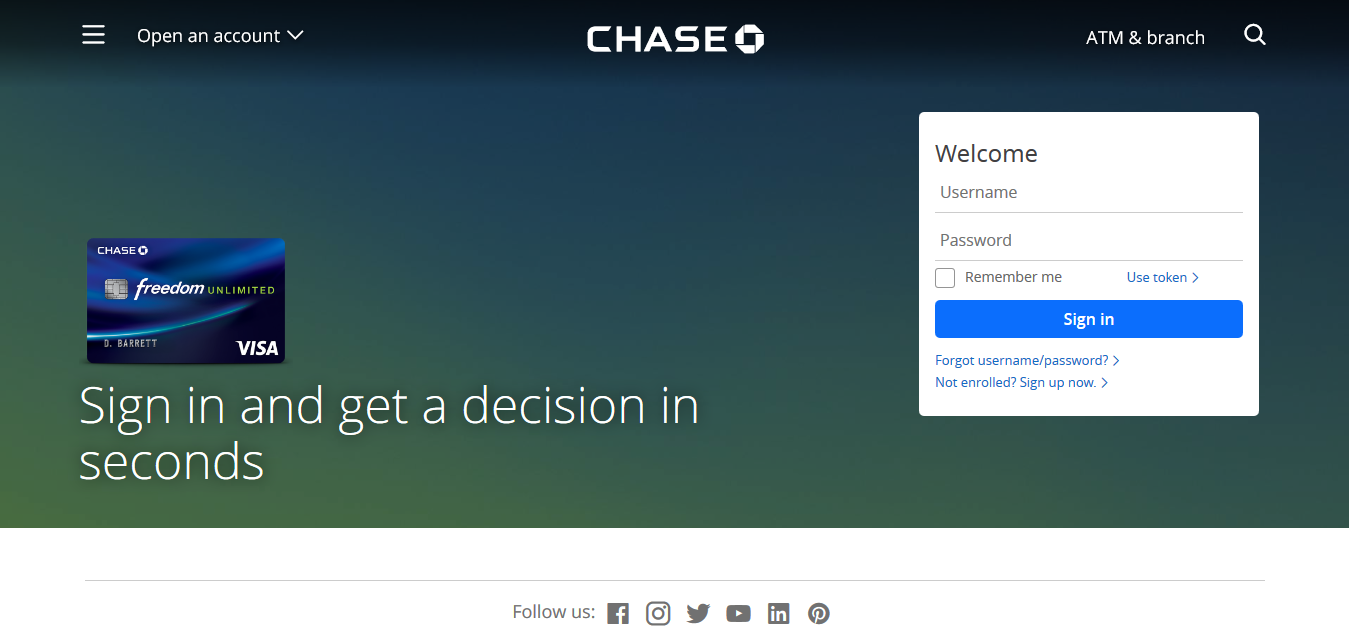 Open an account
CHASE
ATM & branch
Welcome
Username
Password
Remember me
Use token
Sign in
Forgot username/password?
Not enrolled? Sign up now.
CHASE
freedom UNLIMITED
D. BARRETT
VISA
Sign in and get a decision in
seconds
Follow us: